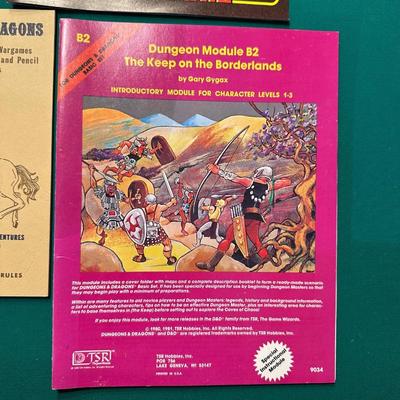 AGONS
Wargames
and Pencil
ENTURES
RULES
B2
FOR DUNGEONS & DRAGONS
BASIC SET
Dungeon Module B2
The Keep on the Borderlands
by Gary Gygax
INTRODUCTORY MODULE FOR CHARACTER LEVELS 1-3
This module includes a cover folder with maps and a complete description booklet to form a ready-made scenario
for DUNGEONS & DRAGONS® Basic Set. It has been specially designed for use by beginning Dungeon Masters so that
they may begin play with a minimum of preparations.
Within are many features to aid novice players and Dungeon Masters: legends, history and background information,
a list of adventuring characters, tips on how to be an effective Dungeon Master, plus an interesting area for charac-
ters to base themselves in (the Keep) before setting out to explore the Caves of Chaos!
If you enjoy this module, look for more releases in the D&D® family from TSR, The Game Wizards.
© 1980, 1981, TSR Hobbies, Inc. All Rights Reserved.
DUNGEONS & DRAGONS® and D&D® are registered trademarks owned by TSR Hobbies, Inc.
TSR
TSR Hobbies, Inc.
POB 756
LAKE GENEVA, WI 53147
PRINTED IN U.S.A.
Special
Instructional
Module
9034